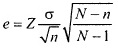 e = Z σ/√n √((N − n)/(N − 1))